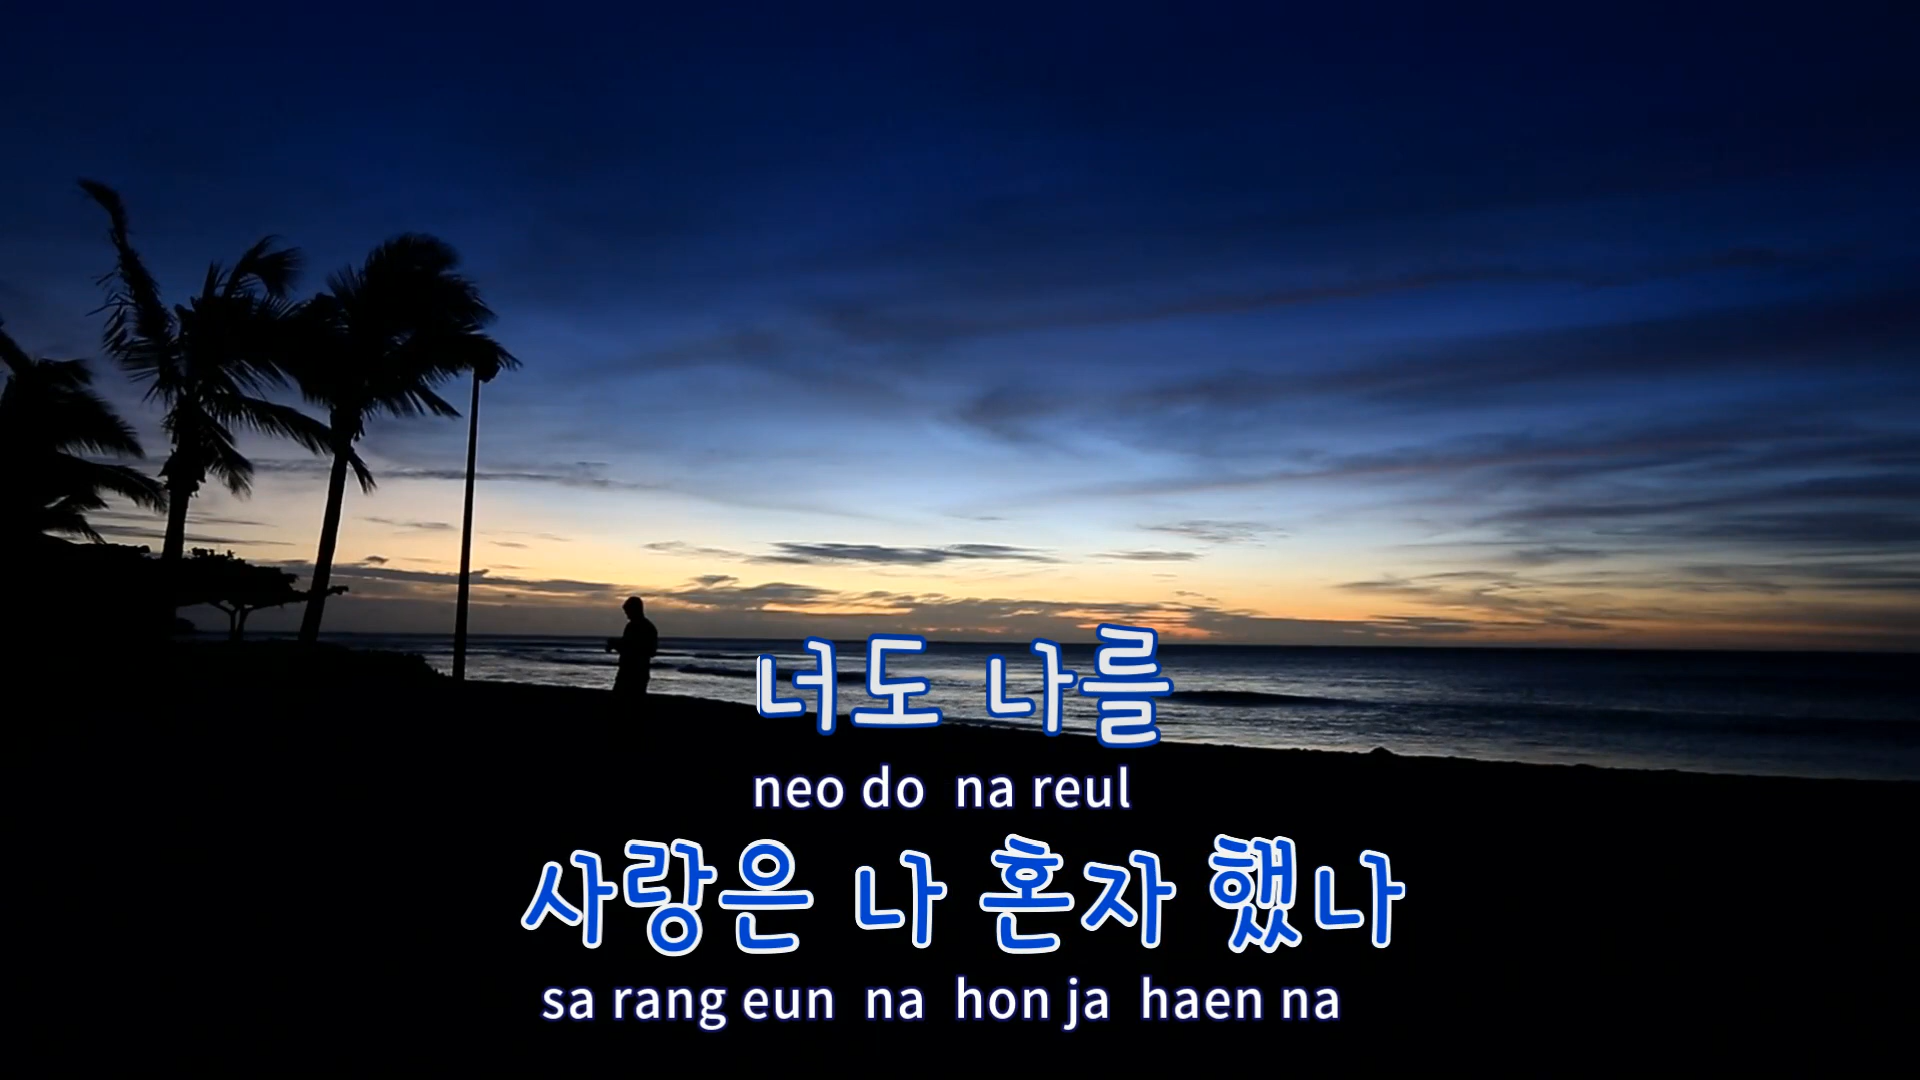 너도 나를
neo do na reul
사랑은 나 혼자 했나
sa rang eun na hon ja haen na